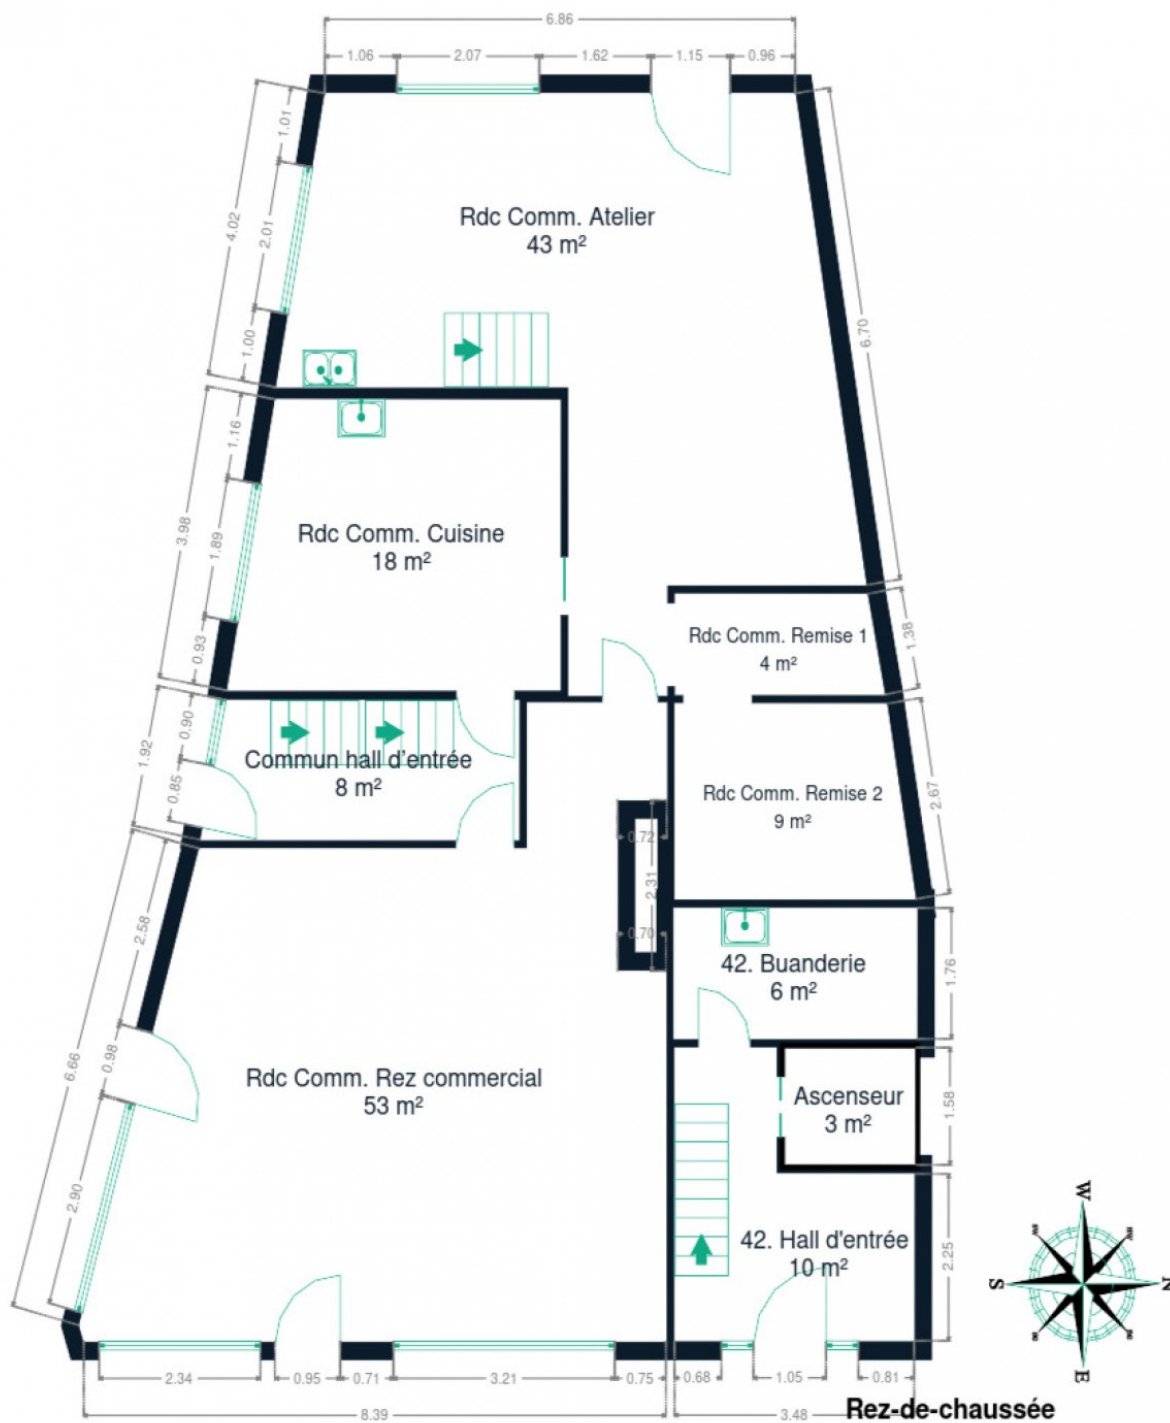 6.86
1.06
2.07
1.62
1.15
0.96
1.01
4.02
2.01
1.00
Rdc Comm. Atelier
43 m²
6.70
1.16
3.98
1.89
0.93
Rdc Comm. Cuisine
18 m²
Rdc Comm. Remise 1
4 m²
1.38
0.90
1.92
0.85
Commun hall d'entrée
8 m²
Rdc Comm. Remise 2
9 m²
2.67
0.72
2.31
0.70
2.58
6.66
0.98
2.90
42. Buanderie
6 m²
1.76
Rdc Comm. Rez commercial
53 m²
Ascenseur
3 m²
1.58
42. Hall d'entrée
10 m²
2.25
W
SW
NW
S
N
SE
NE
E
2.34
0.95
0.71
3.21
0.75
0.68
1.05
0.81
8.39
3.48
Rez-de-chaussée